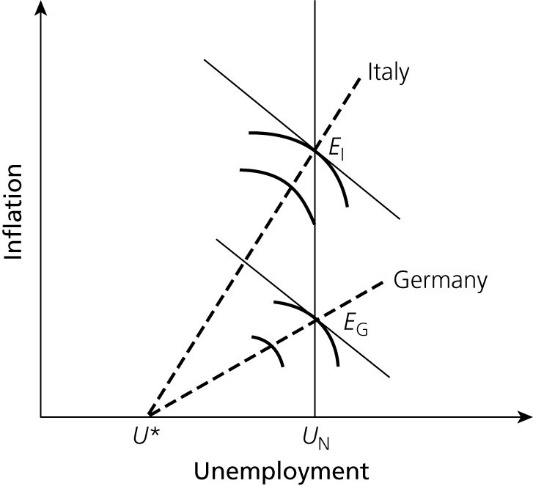 Italy
E_I
Inflation
Germany
E_G
U*
U_N
Unemployment